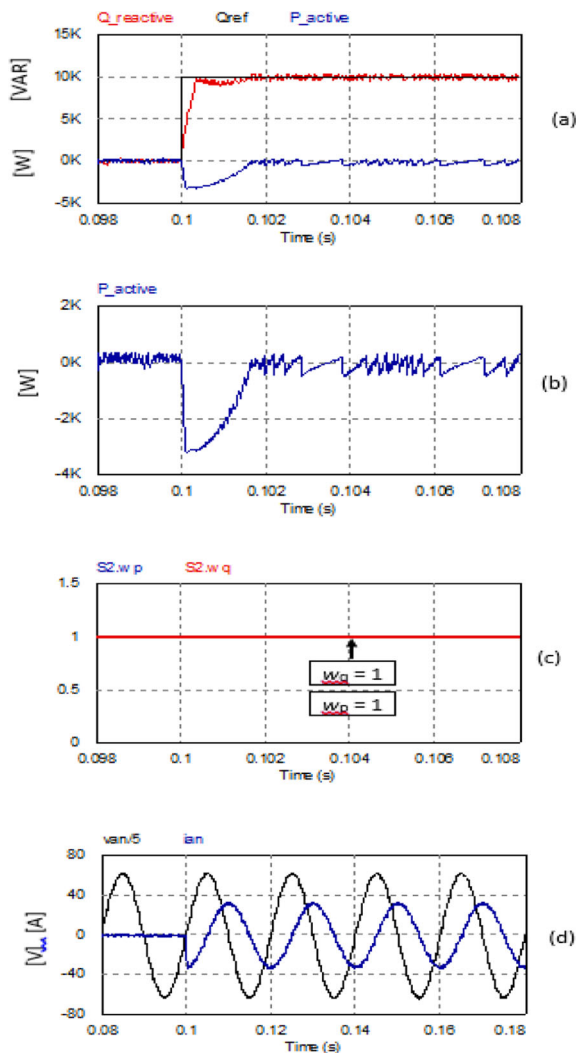 Q_reactive Qref P_active
15K
10K
5K
0K
-5K
[VAR]
[W]
0.098 0.1 0.102 0.104 0.106 0.108
Time (s)
(a)
P_active
2K
0K
-2K
-4K
[W]
0.098 0.1 0.102 0.104 0.106 0.108
Time (s)
(b)
S2.wp S2.wq
1.5
1
0.5
0
wq = 1
wp = 1
0.098 0.1 0.102 0.104 0.106 0.108
Time (s)
(c)
van/5 ian
80
40
0
-40
-80
[V] [A]
0.08 0.10 0.12 0.14 0.16 0.18
Time (s)
(d)